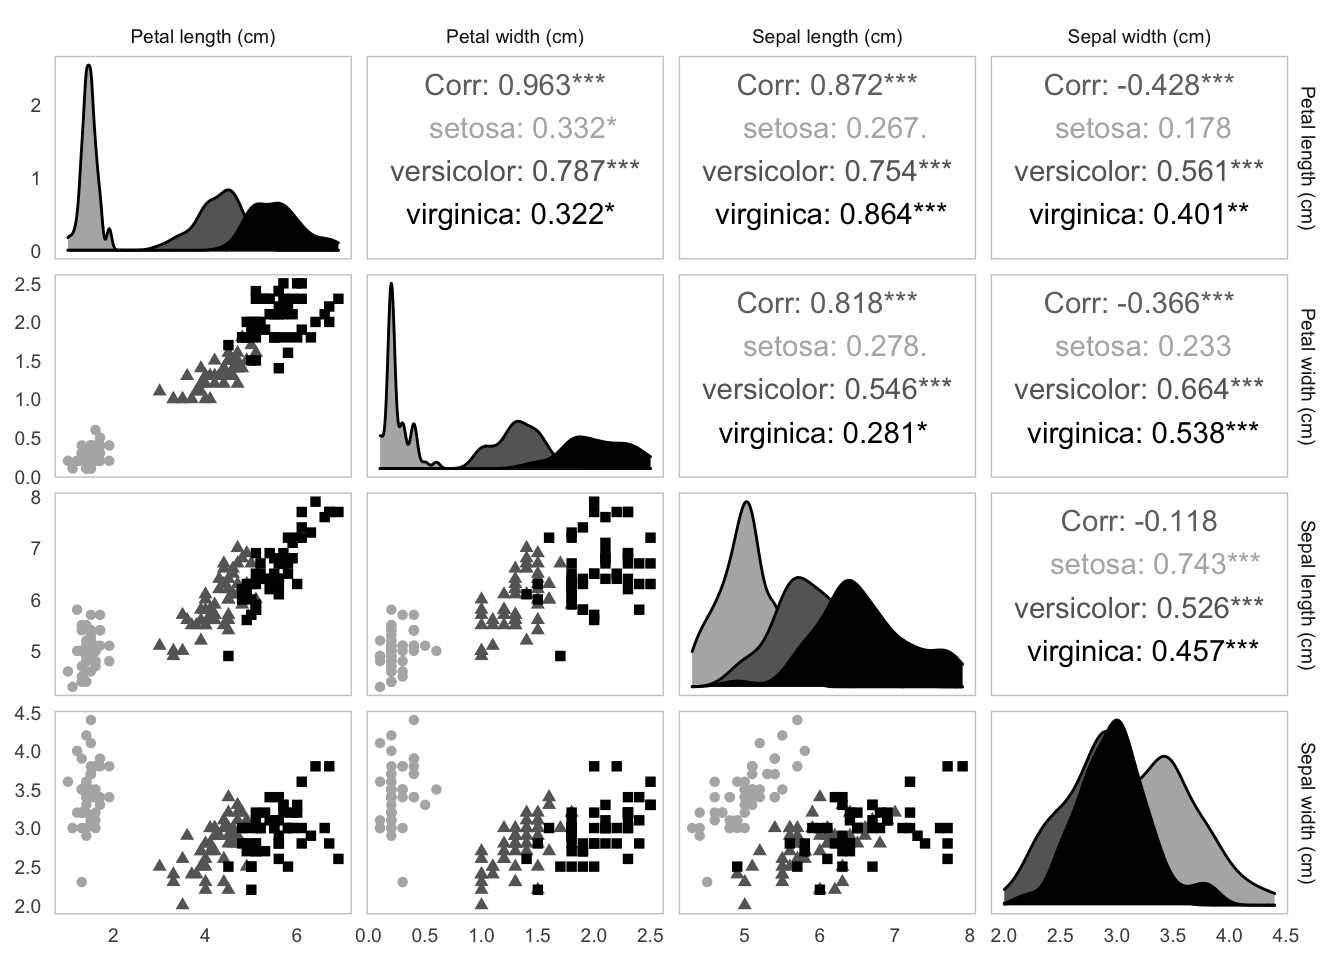 Petal length (cm)
Petal width (cm)
Sepal length (cm)
Sepal width (cm)
2
1
0
Corr: 0.963***
setosa: 0.332*
versicolor: 0.787***
virginica: 0.322*
Corr: 0.872***
setosa: 0.267.
versicolor: 0.754***
virginica: 0.864***
Corr: -0.428***
setosa: 0.178
versicolor: 0.561***
virginica: 0.401**
Petal length (cm)
2.5
2.0
1.5
1.0
0.5
0.0
Corr: 0.818***
setosa: 0.278.
versicolor: 0.546***
virginica: 0.281*
Corr: -0.366***
setosa: 0.233
versicolor: 0.664***
virginica: 0.538***
Petal width (cm)
8
7
6
5
Corr: -0.118
setosa: 0.743***
versicolor: 0.526***
virginica: 0.457***
Sepal length (cm)
4.5
4.0
3.5
3.0
2.5
2.0
Sepal width (cm)
2 4 6
0.0 0.5 1.0 1.5 2.0 2.5
5 6 7 8
2.0 2.5 3.0 3.5 4.0 4.5